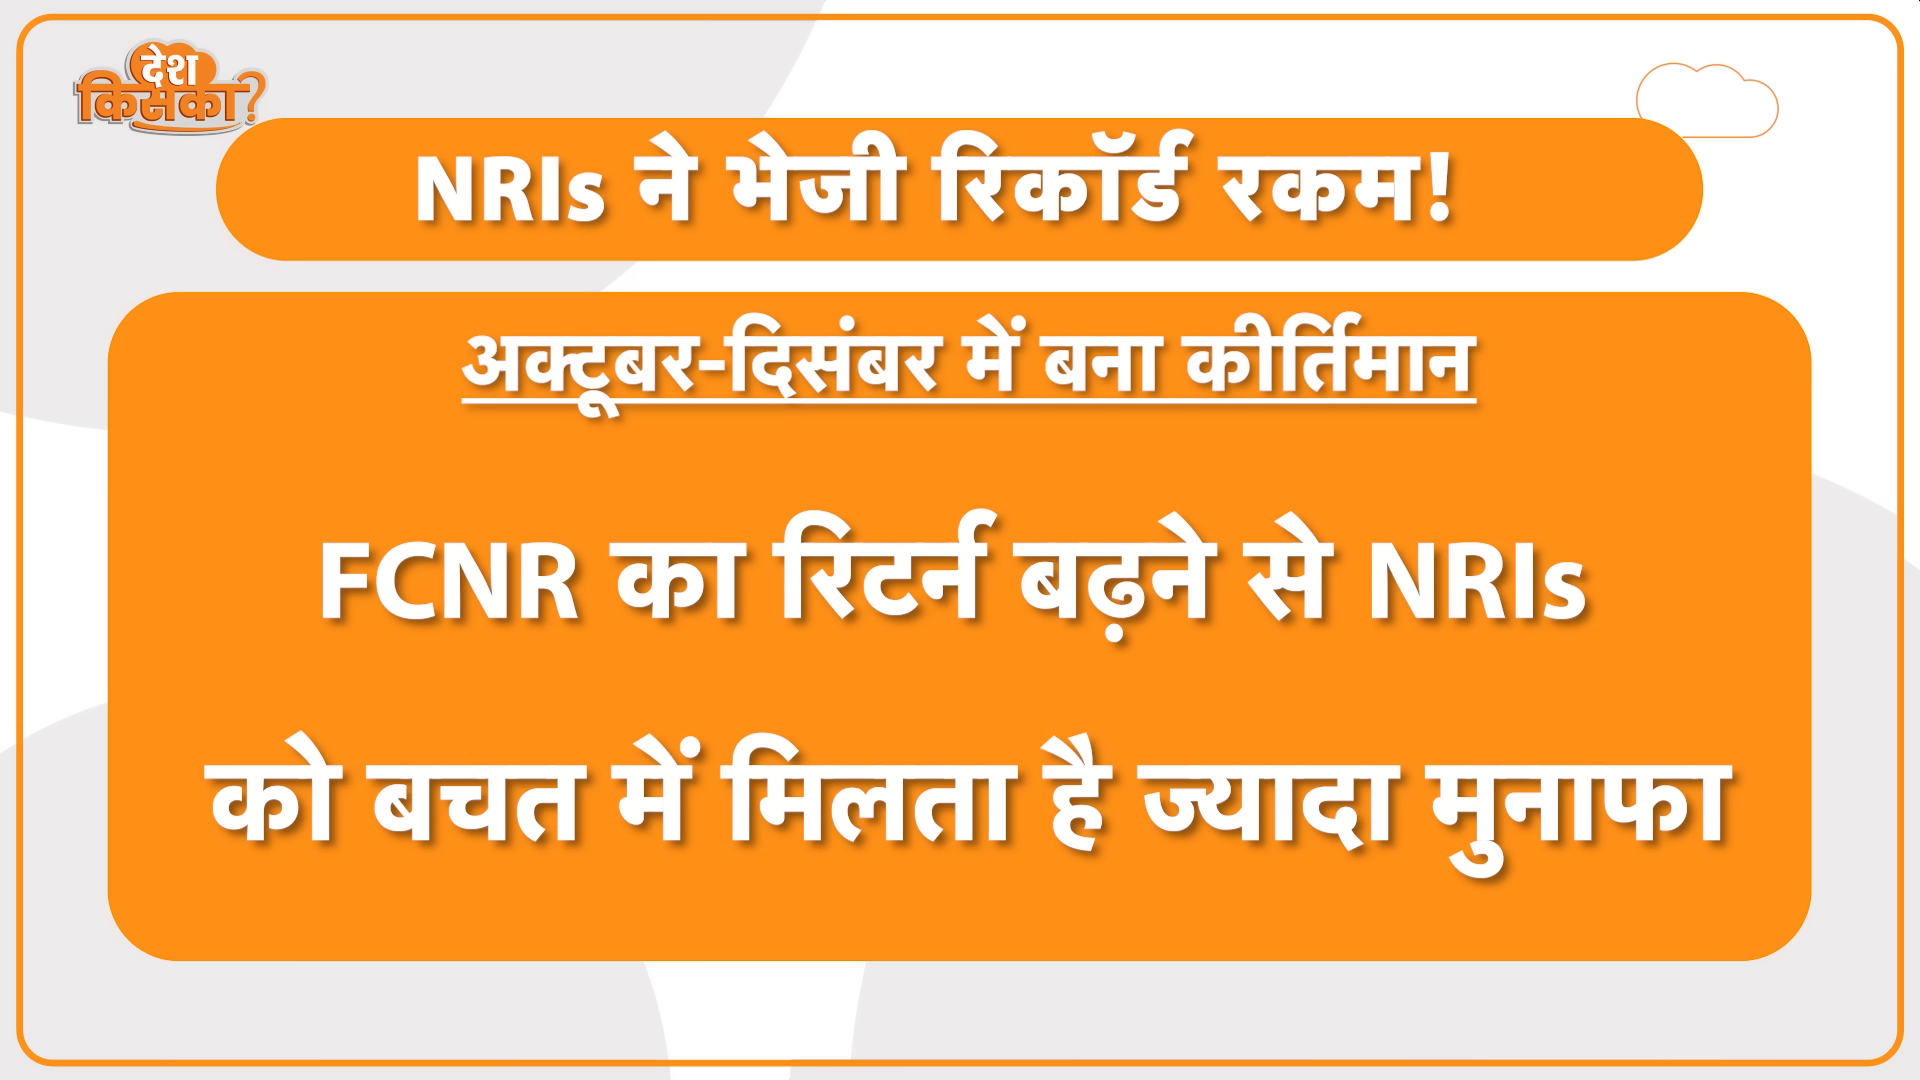 देश
किसका?
NRIs ने भेजी रिकॉर्ड रकम!
अक्टूबर-दिसंबर में बना कीर्तिमान
FCNR का रिटर्न बढ़ने से NRIs
को बचत में मिलता है ज्यादा मुनाफा